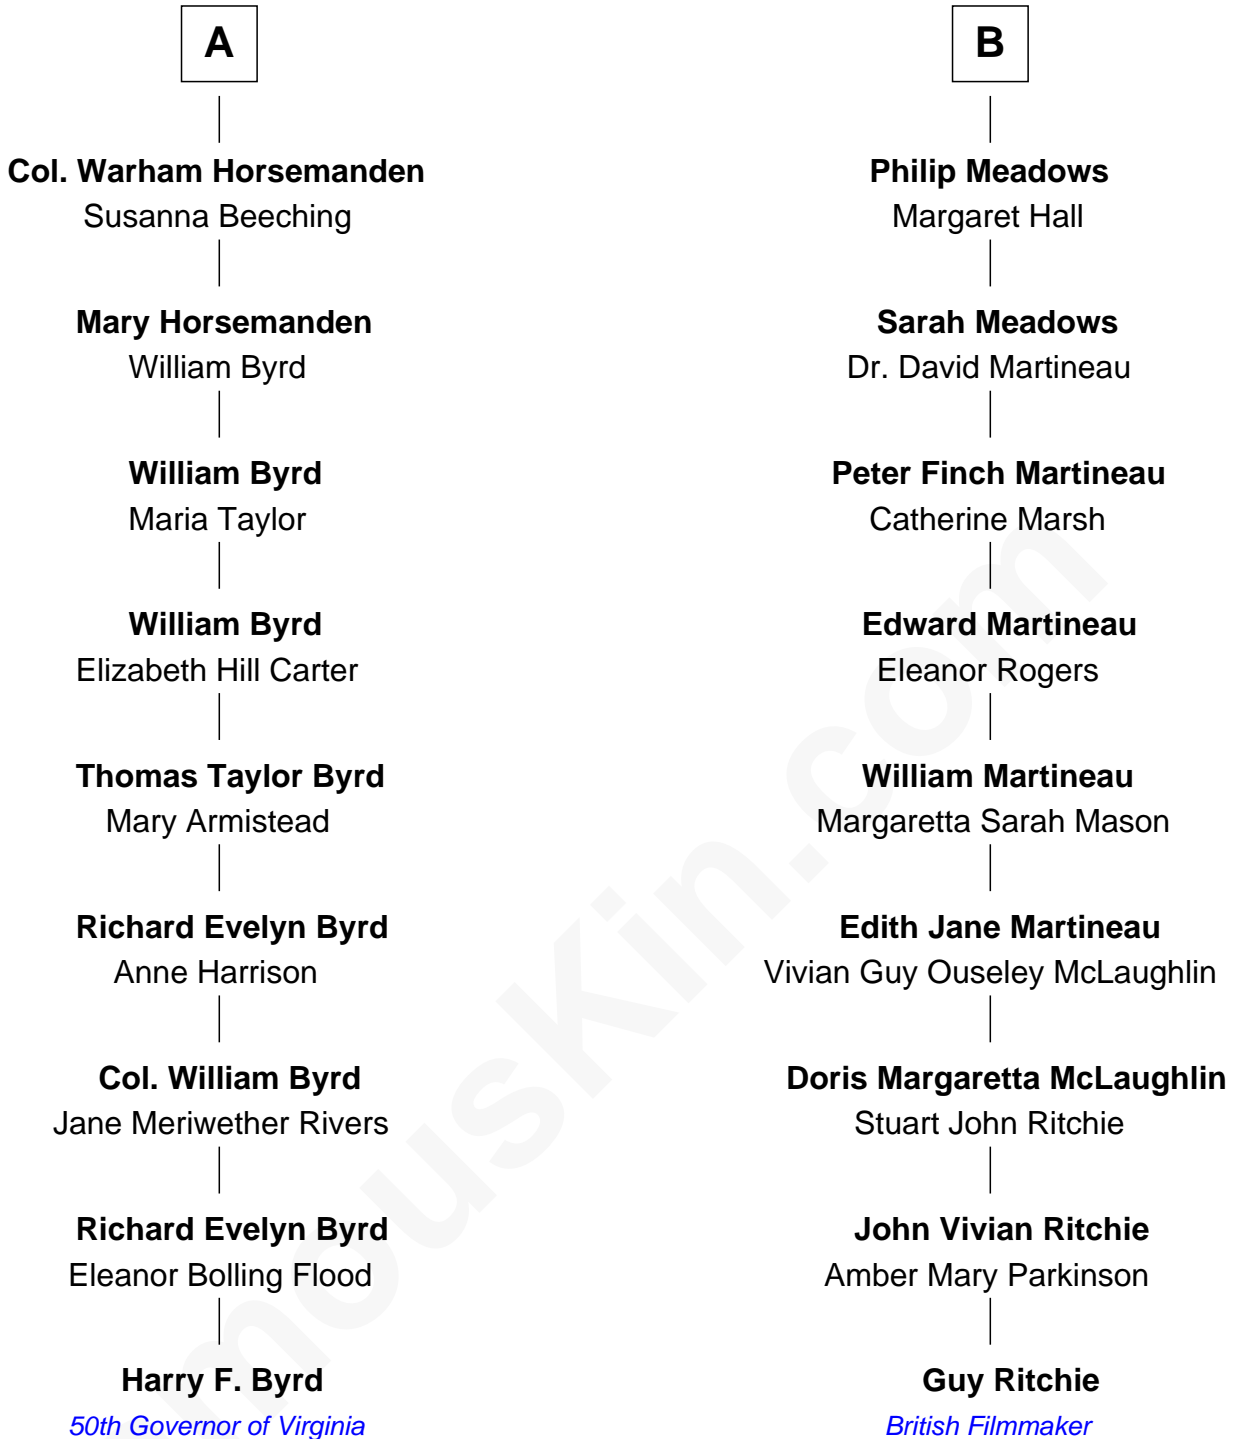 A
Col. Warham Horsemanden
Susanna Beeching
Mary Horsemanden
William Byrd
William Byrd
Maria Taylor
William Byrd
Elizabeth Hill Carter
Thomas Taylor Byrd
Mary Armistead
Richard Evelyn Byrd
Anne Harrison
Col. William Byrd
Jane Meriwether Rivers
Richard Evelyn Byrd
Eleanor Bolling Flood
Harry F. Byrd
50th Governor of Virginia
B
Philip Meadows
Margaret Hall
Sarah Meadows
Dr. David Martineau
Peter Finch Martineau
Catherine Marsh
Edward Martineau
Eleanor Rogers
William Martineau
Margaretta Sarah Mason
Edith Jane Martineau
Vivian Guy Ouseley McLaughlin
Doris Margaretta McLaughlin
Stuart John Ritchie
John Vivian Ritchie
Amber Mary Parkinson
Guy Ritchie
British Filmmaker
mousKin.com